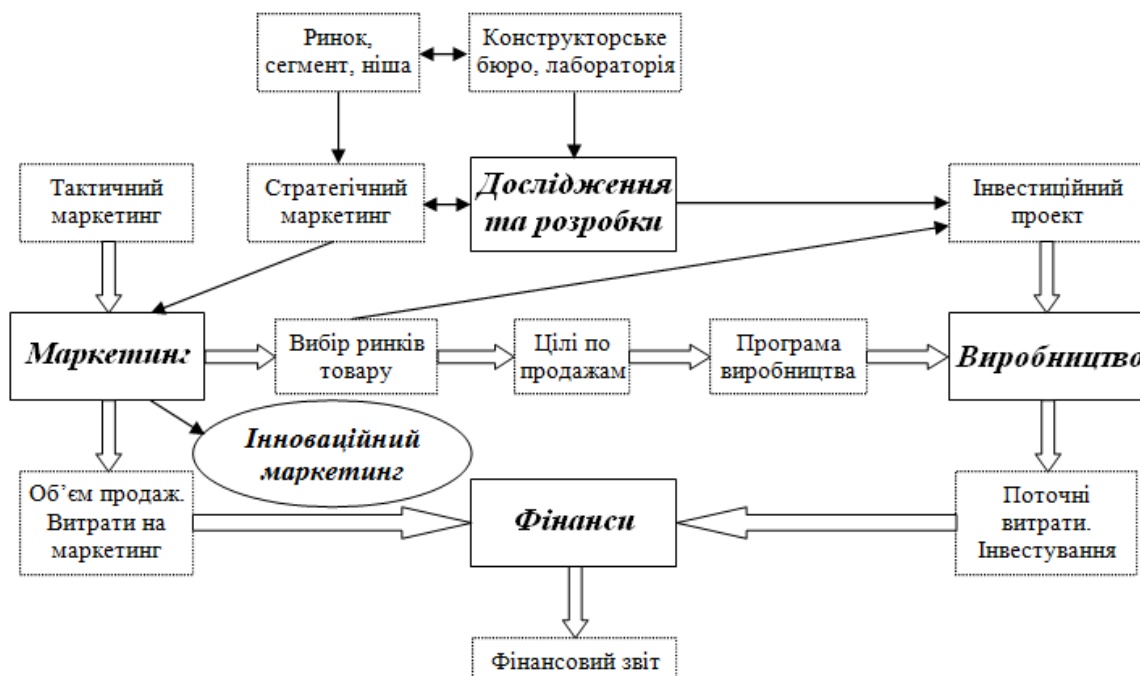 Ринок,
сегмент, ніша
Конструкторське
бюро, лабораторія
Тактичний
маркетинг
Стратегічний
маркетинг
Дослідження
та розробки
Інвестиційний
проект
Маркетинг
Вибір ринків
товару
Цілі по
продажам
Програма
виробництва
Виробництво
Інноваційний
маркетинг
Об’єм продаж.
Витрати на
маркетинг
Фінанси
Поточні
витрати.
Інвестування
Фінансовий звіт